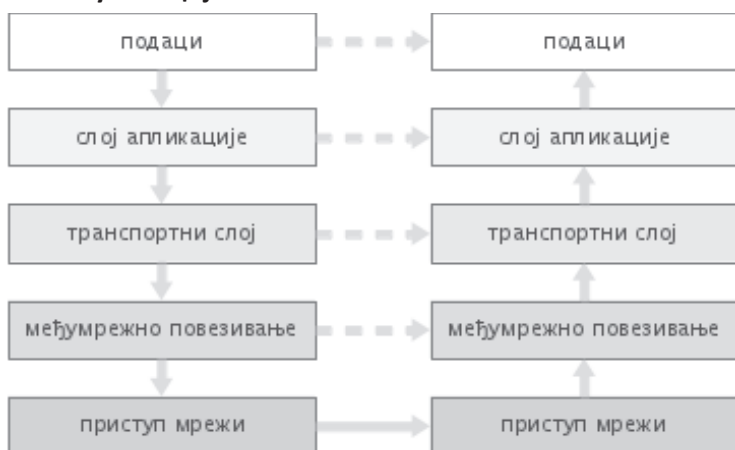 подаци
подаци
слој апликације
слој апликације
транспортни слој
транспортни слој
међумрежно повезивање
међумрежно повезивање
приступ мрежи
приступ мрежи